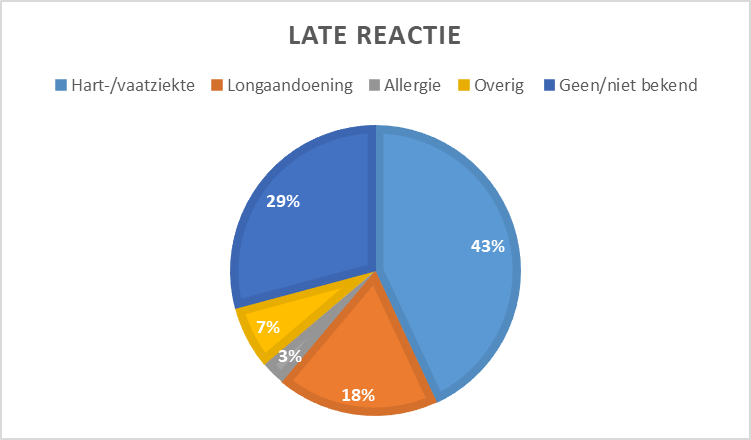 LATE REACTIE
Hart-/vaatziekte Longaandoening Allergie Overig Geen/niet bekend
29%
43%
7%
3%
18%